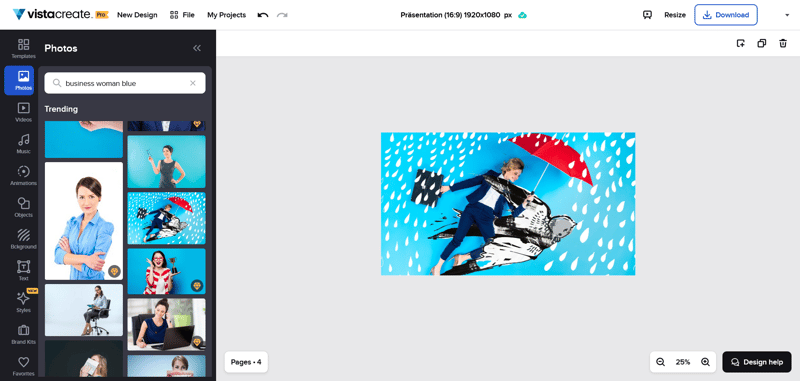 vistacreate. Pro New Design File My Projects Präsentation (16:9) 1920x1080 px Resize Download
Templates
Photos
Photos
business woman blue
Trending
Videos
Music
Animations
Objects
Bckground
Text
NEW
Styles
Brand Kits
Favorites
Pages • 4
25%
Design help